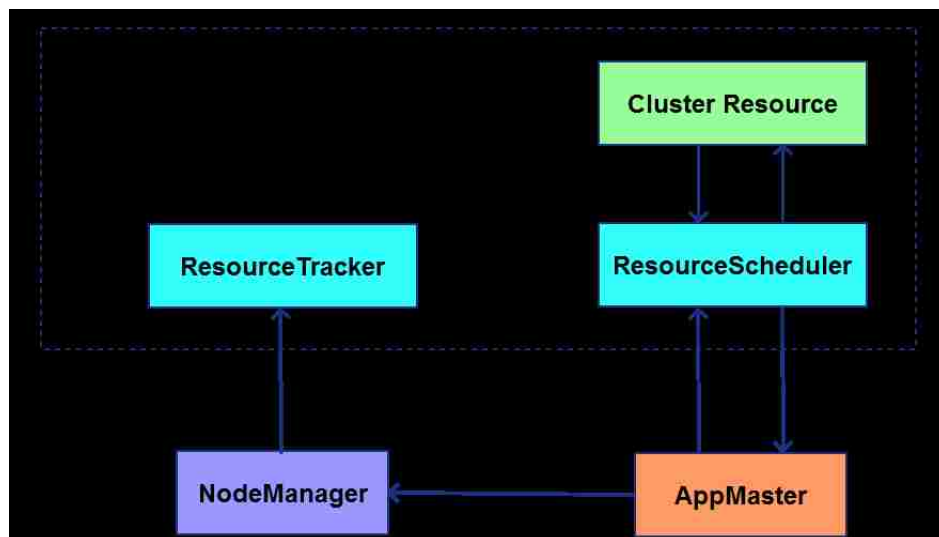 Cluster Resource
ResourceTracker
ResourceScheduler
NodeManager
AppMaster